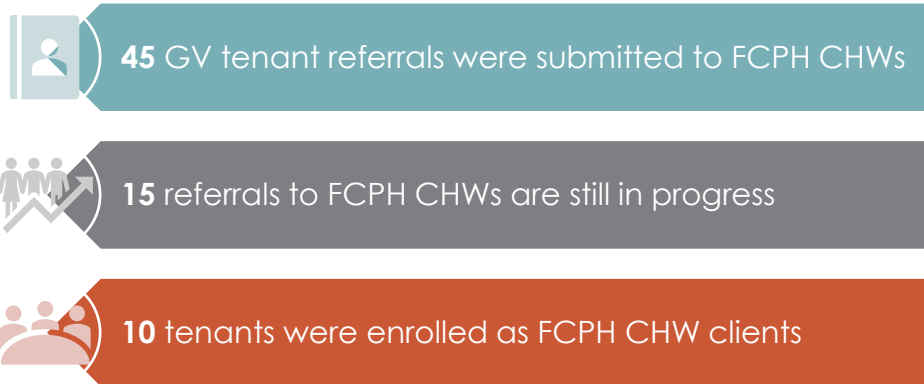 45 GV tenant referrals were submitted to FCPH CHWs
15 referrals to FCPH CHWs are still in progress
10 tenants were enrolled as FCPH CHW clients